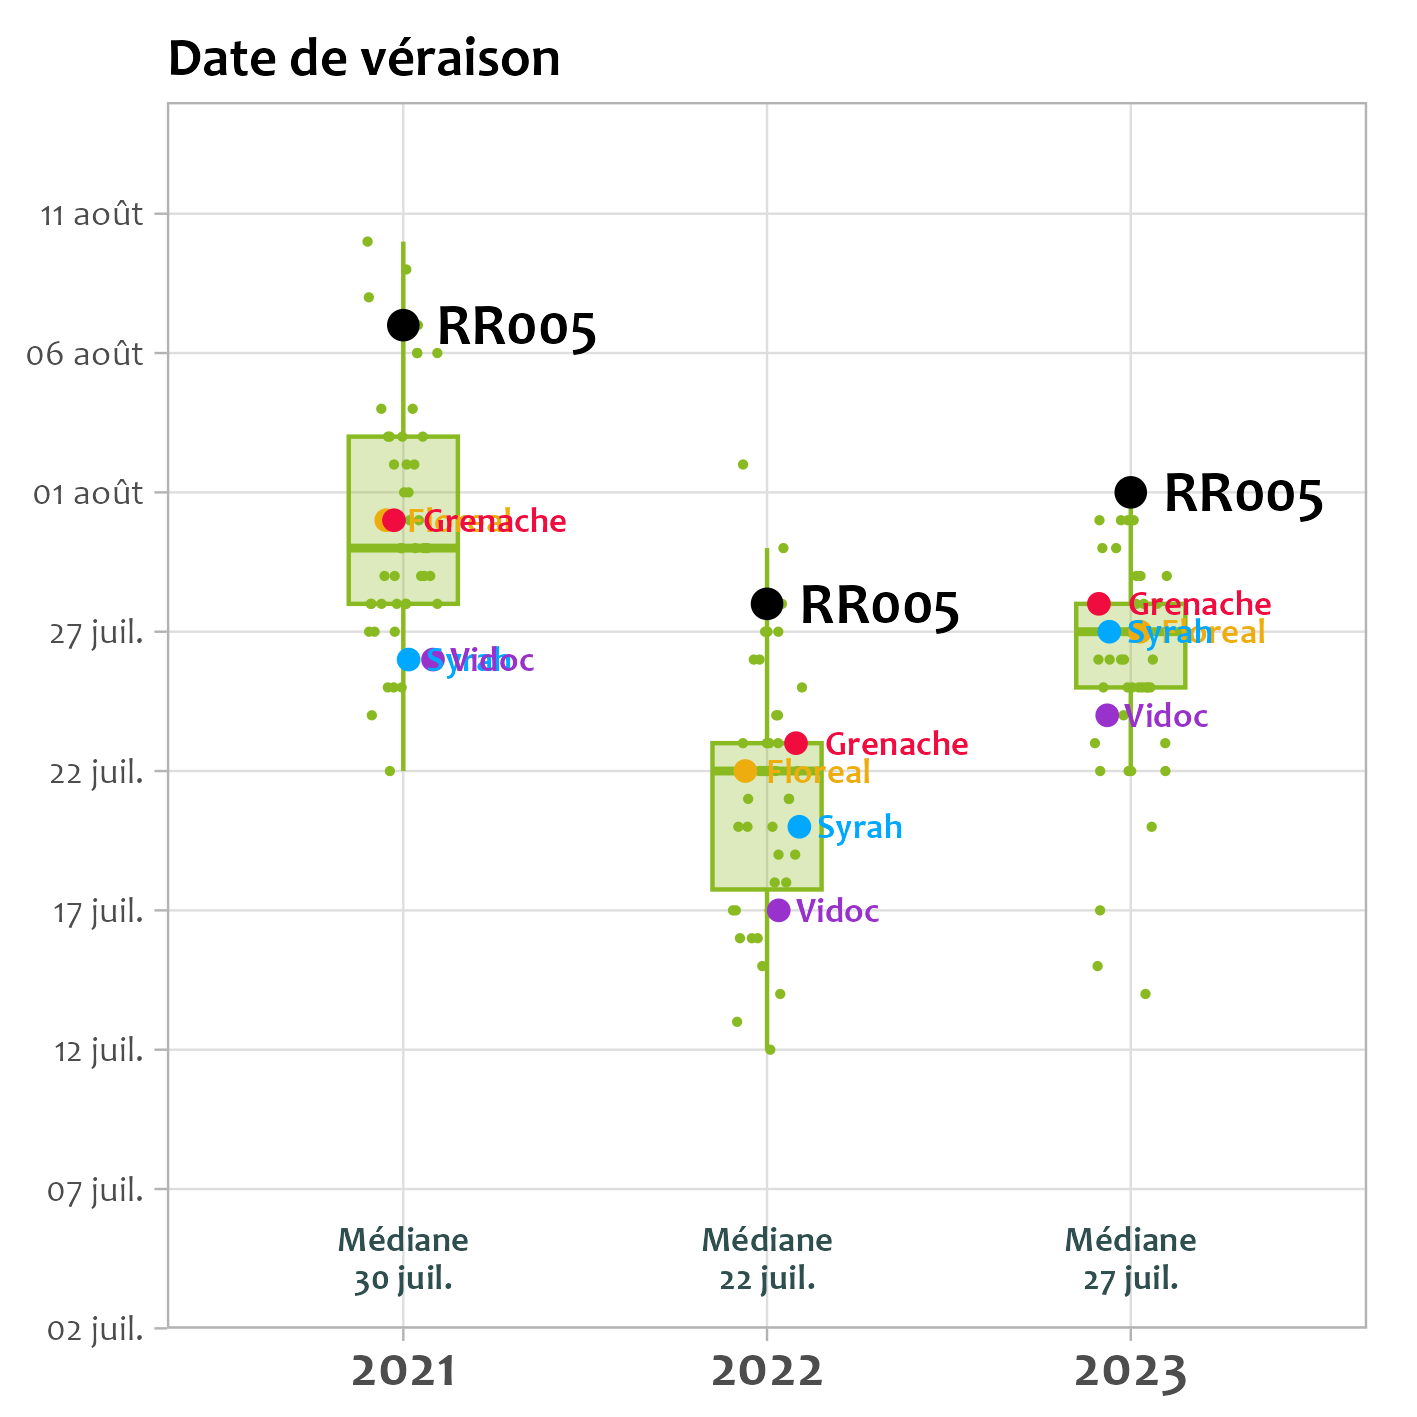 Date de véraison
11 août
06 août
01 août
27 juil.
22 juil.
17 juil.
12 juil.
07 juil.
02 juil.
RR005
Floreal
Grenache
Syrah
Vidoc
Médiane
30 juil.
2021
RR005
Grenache
Floreal
Syrah
Vidoc
Médiane
22 juil.
2022
RR005
Grenache
Syrah
Floreal
Vidoc
Médiane
27 juil.
2023